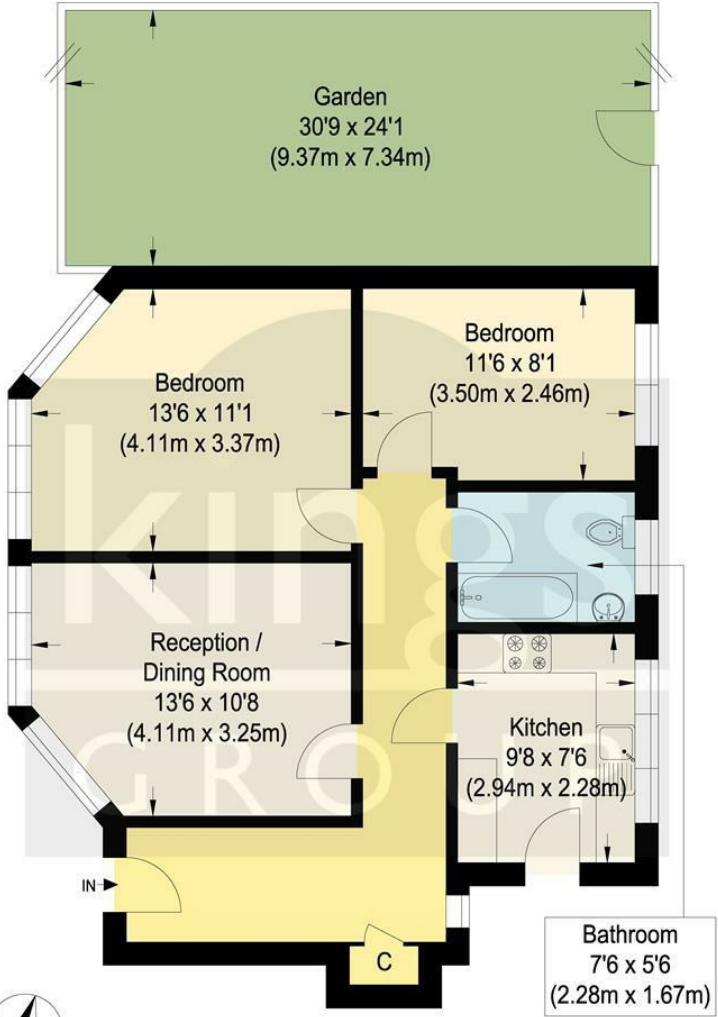 Garden
30'9 x 24'1
(9.37m x 7.34m)
Bedroom
13'6 x 11'1
(4.11m x 3.37m)
Bedroom
11'6 x 8'1
(3.50m x 2.46m)
Reception /
Dining Room
13'6 x 10'8
(4.11m x 3.25m)
Kitchen
9'8 x 7'6
(2.94m x 2.28m)
IN
C
Bathroom
7'6 x 5'6
(2.28m x 1.67m)
kings
GROUP